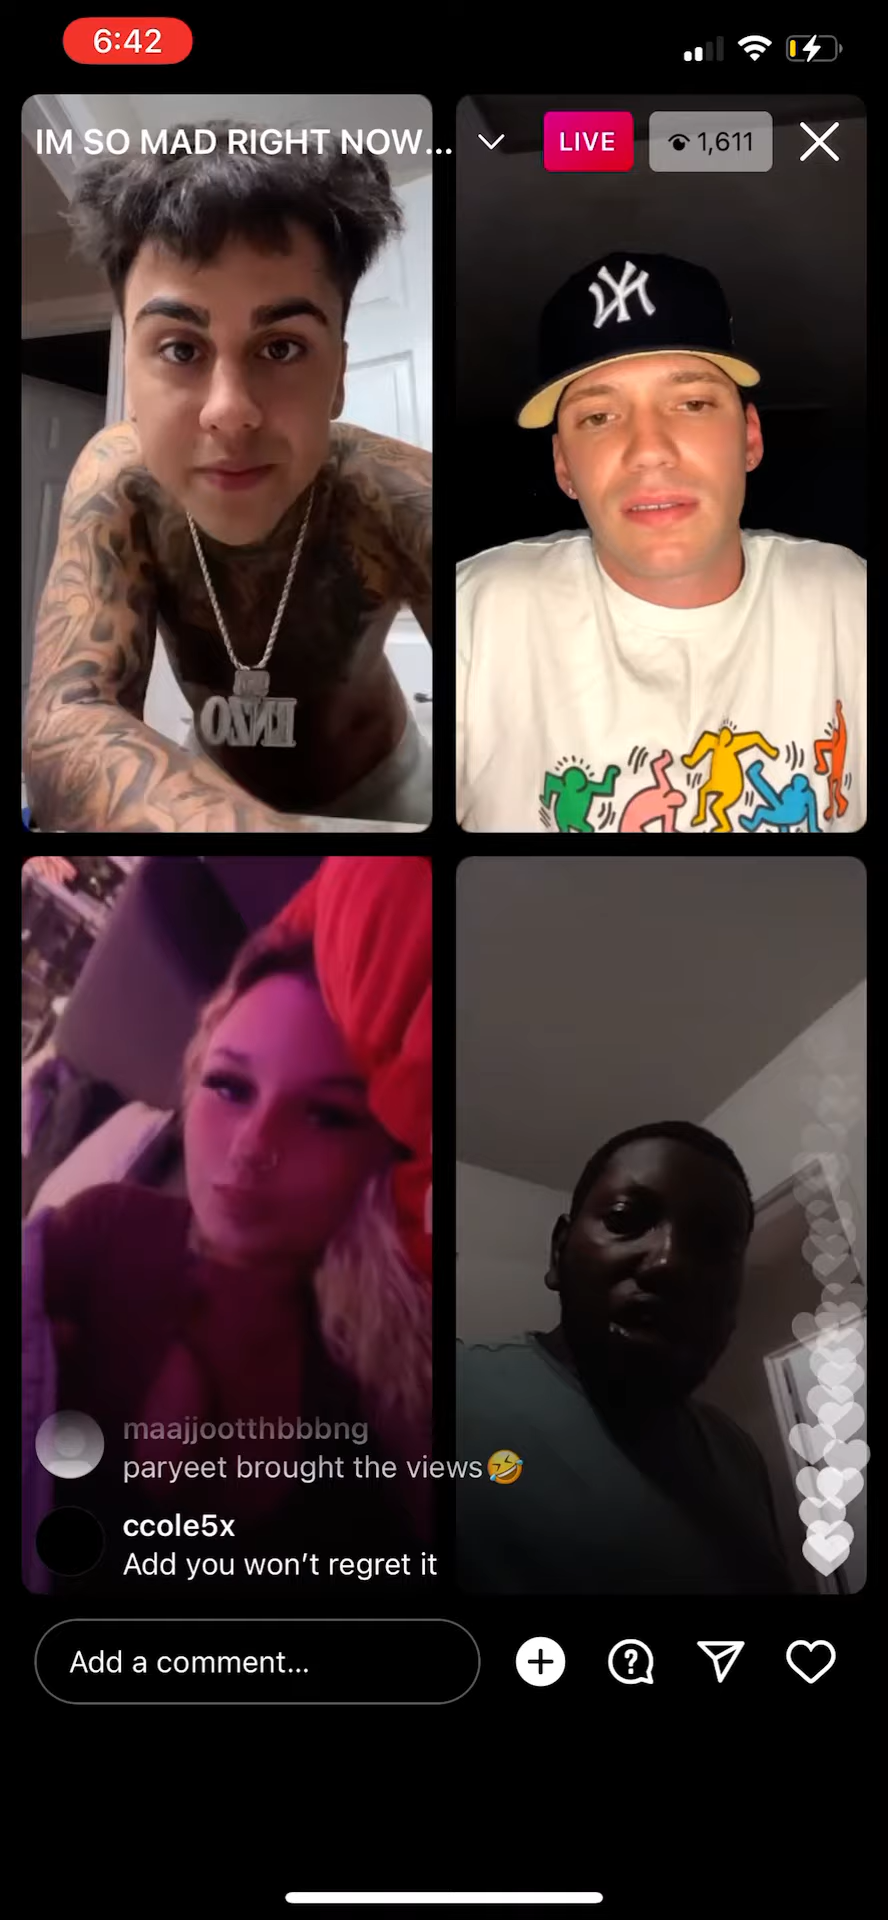 6:42
IM SO MAD RIGHT NOW...
LIVE
1,611
NY
ENZO
maajjootthbbbng
paryeet brought the views🤣
ccole5x
Add you won't regret it
Add a comment...